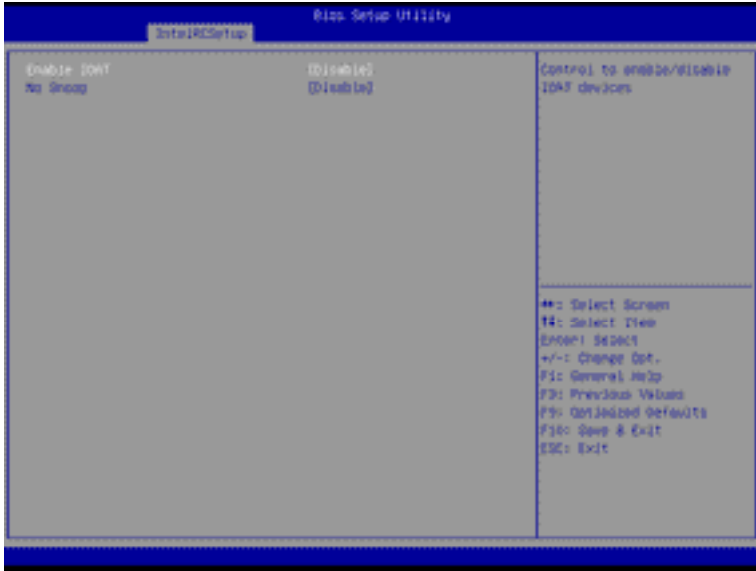 Bios Setup Utility
IntelRCSetup
Enable IOAT [Disable]
No Snoop [Disable]
Control to enable/disable
IOAT devices
Select Screen
↑↓: Select Item
Enter: Select
+/-: Change Opt.
F1: General Help
F3: Previous Values
F9: Optimized Defaults
F10: Save & Exit
ESC: Exit